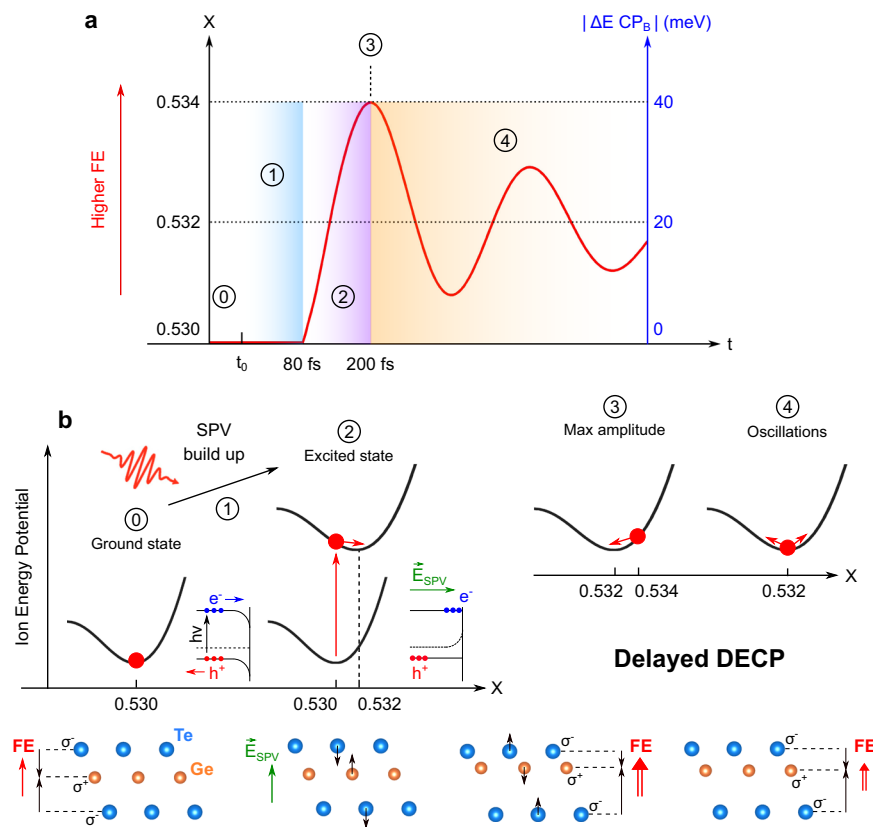 a
X
|ΔE CP_B| (meV)
③
0.534
40
Higher FE
①
④
0.532
20
⓪
②
0.530
0
t₀
80 fs
200 fs
t
b
SPV
build up
②
Excited state
③
Max amplitude
④
Oscillations
Ion Energy Potential
⓪
Ground state
①
E⃗_SPV
e⁻
hν
h⁺
e⁻
h⁺
0.532
0.534
0.532
X
Delayed DECP
0.530
0.530
0.532
X
FE
σ⁻
Te
σ⁺
Ge
σ⁻
E⃗_SPV
σ⁻
FE
σ⁺
σ⁻
σ⁻
FE
σ⁺
σ⁻